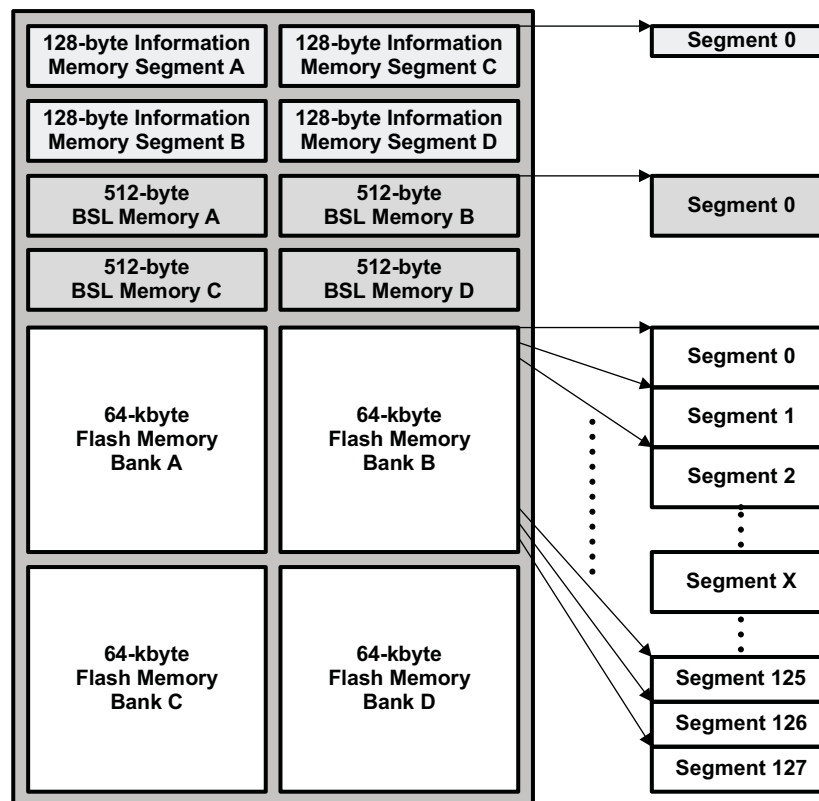 128-byte Information
Memory Segment A
128-byte Information
Memory Segment C
Segment 0
128-byte Information
Memory Segment B
128-byte Information
Memory Segment D
512-byte
BSL Memory A
512-byte
BSL Memory B
Segment 0
512-byte
BSL Memory C
512-byte
BSL Memory D
64-kbyte
Flash Memory
Bank A
64-kbyte
Flash Memory
Bank B
Segment 0
Segment 1
Segment 2
Segment X
64-kbyte
Flash Memory
Bank C
64-kbyte
Flash Memory
Bank D
Segment 125
Segment 126
Segment 127